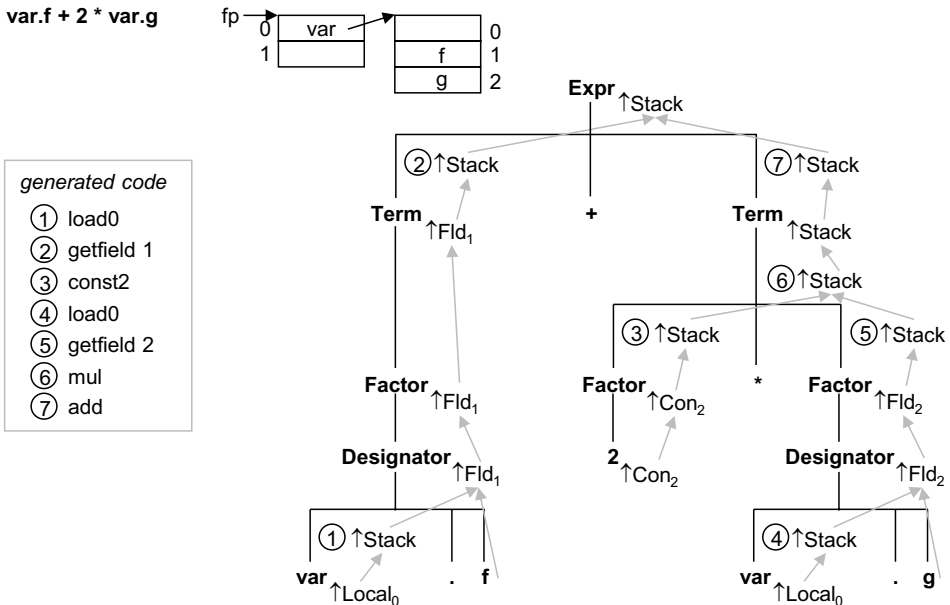 var.f + 2 * var.g
fp
0 var 0
1 f 1
g 2
Expr ↑Stack
② ↑Stack ⑦ ↑Stack
generated code
① load0
② getfield 1
③ const2
④ load0
⑤ getfield 2
⑥ mul
⑦ add
Term ↑Fld₁ + Term ↑Stack
⑥ ↑Stack
③ ↑Stack ⑤ ↑Stack
Factor ↑Fld₁ Factor ↑Con₂ * Factor ↑Fld₂
Designator ↑Fld₁ 2 ↑Con₂ Designator ↑Fld₂
① ↑Stack ④ ↑Stack
var ↑Local₀ . f var ↑Local₀ . g